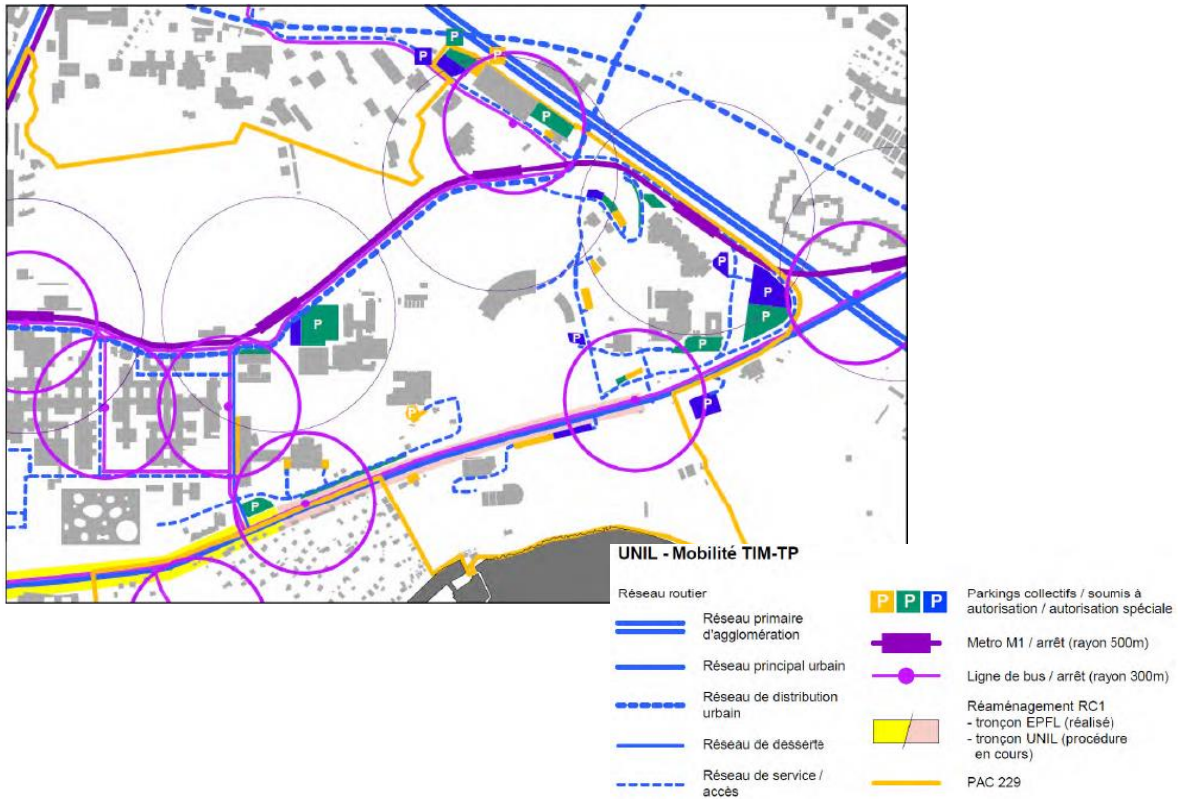 P
P
P
P
P
P
P
P
P
P
P
P
P
UNIL - Mobilité TIM-TP
Réseau routier
Réseau primaire
d'agglomération
Réseau principal urbain
Réseau de distribution
urbain
Réseau de desserte
Réseau de service /
accès
P P P Parkings collectifs / soumis à
autorisation / autorisation spéciale
Metro M1 / arrêt (rayon 500m)
Ligne de bus / arrêt (rayon 300m)
Réaménagement RC1
- tronçon EPFL (réalisé)
- tronçon UNIL (procédure
en cours)
PAC 229